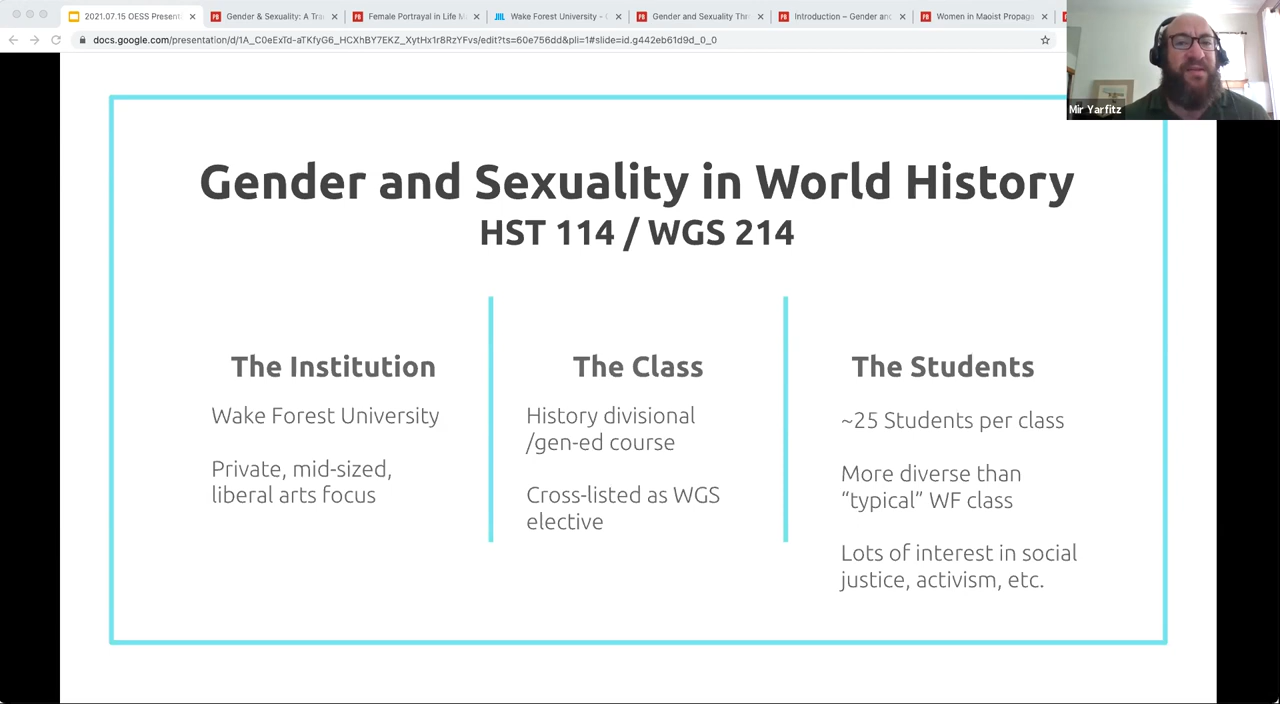 2021.07.15 OESS Present
Gender & Sexuality: A Tra
Female Portrayal in Life M
Wake Forest University -
Gender and Sexuality Thr
Introduction – Gender and
Women in Maoist Propaga
docs.google.com/presentation/d/1A_C0eExTd-aTKfyG6_HCXhBY7EKZ_XytHx1r8RzYFvs/edit?ts=60e756dd&pli=1#slide=id.g442eb61d9d_0_0
Mir Yarfitz
Gender and Sexuality in World History
HST 114 / WGS 214
The Institution
Wake Forest University
Private, mid-sized,
liberal arts focus
The Class
History divisional
/gen-ed course
Cross-listed as WGS
elective
The Students
~25 Students per class
More diverse than
“typical” WF class
Lots of interest in social
justice, activism, etc.